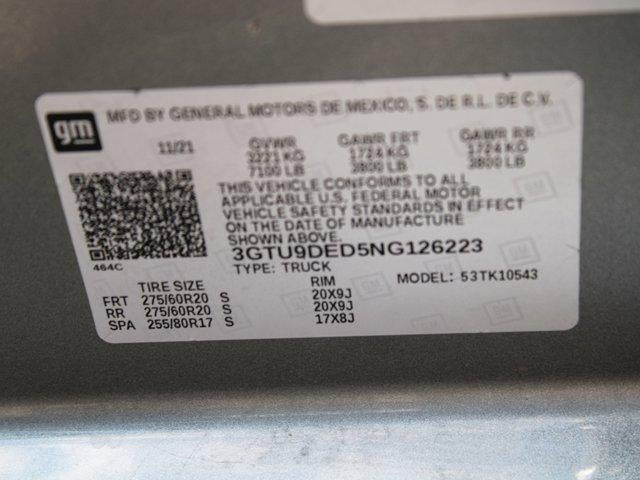 gm
MFD BY GENERAL MOTORS DE MEXICO, S. DE R.L. DE C.V.
11/21 GVWR GAWR FRT GAWR RR
3221 KG 1724 KG 1724 KG
7100 LB 3800 LB 3800 LB
THIS VEHICLE CONFORMS TO ALL
APPLICABLE U.S. FEDERAL MOTOR
VEHICLE SAFETY STANDARDS IN EFFECT
ON THE DATE OF MANUFACTURE
SHOWN ABOVE.
464C
3GTU9DED5NG126223
TYPE: TRUCK MODEL: 53TK10543
TIRE SIZE RIM
FRT 275/60R20 S 20X9J
RR 275/60R20 S 20X9J
SPA 255/80R17 S 17X8J